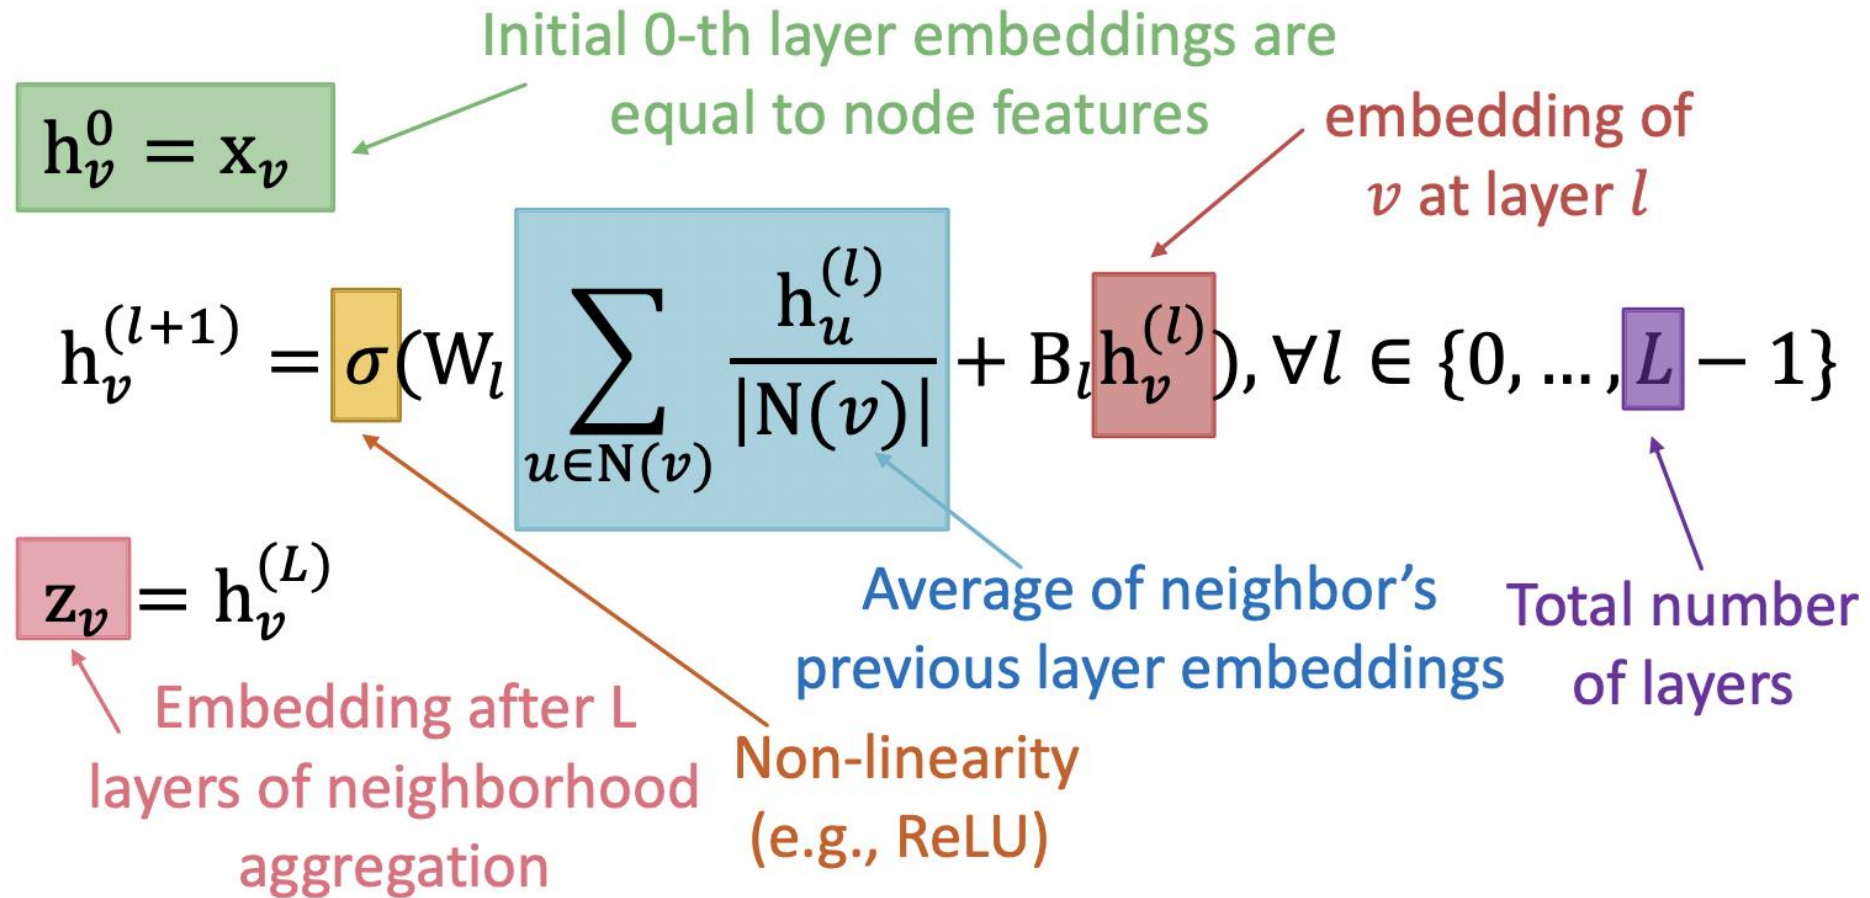 Initial 0-th layer embeddings are
equal to node features
h_v^0 = x_v
embedding of
v at layer l
h_v^{(l+1)} = σ(W_l ∑_{u∈N(v)} h_u^{(l)} / |N(v)| + B_l h_v^{(l)}), ∀l ∈ {0, …, L − 1}
z_v = h_v^{(L)}
Average of neighbor’s
previous layer embeddings
Total number
of layers
Embedding after L
layers of neighborhood
aggregation
Non-linearity
(e.g., ReLU)